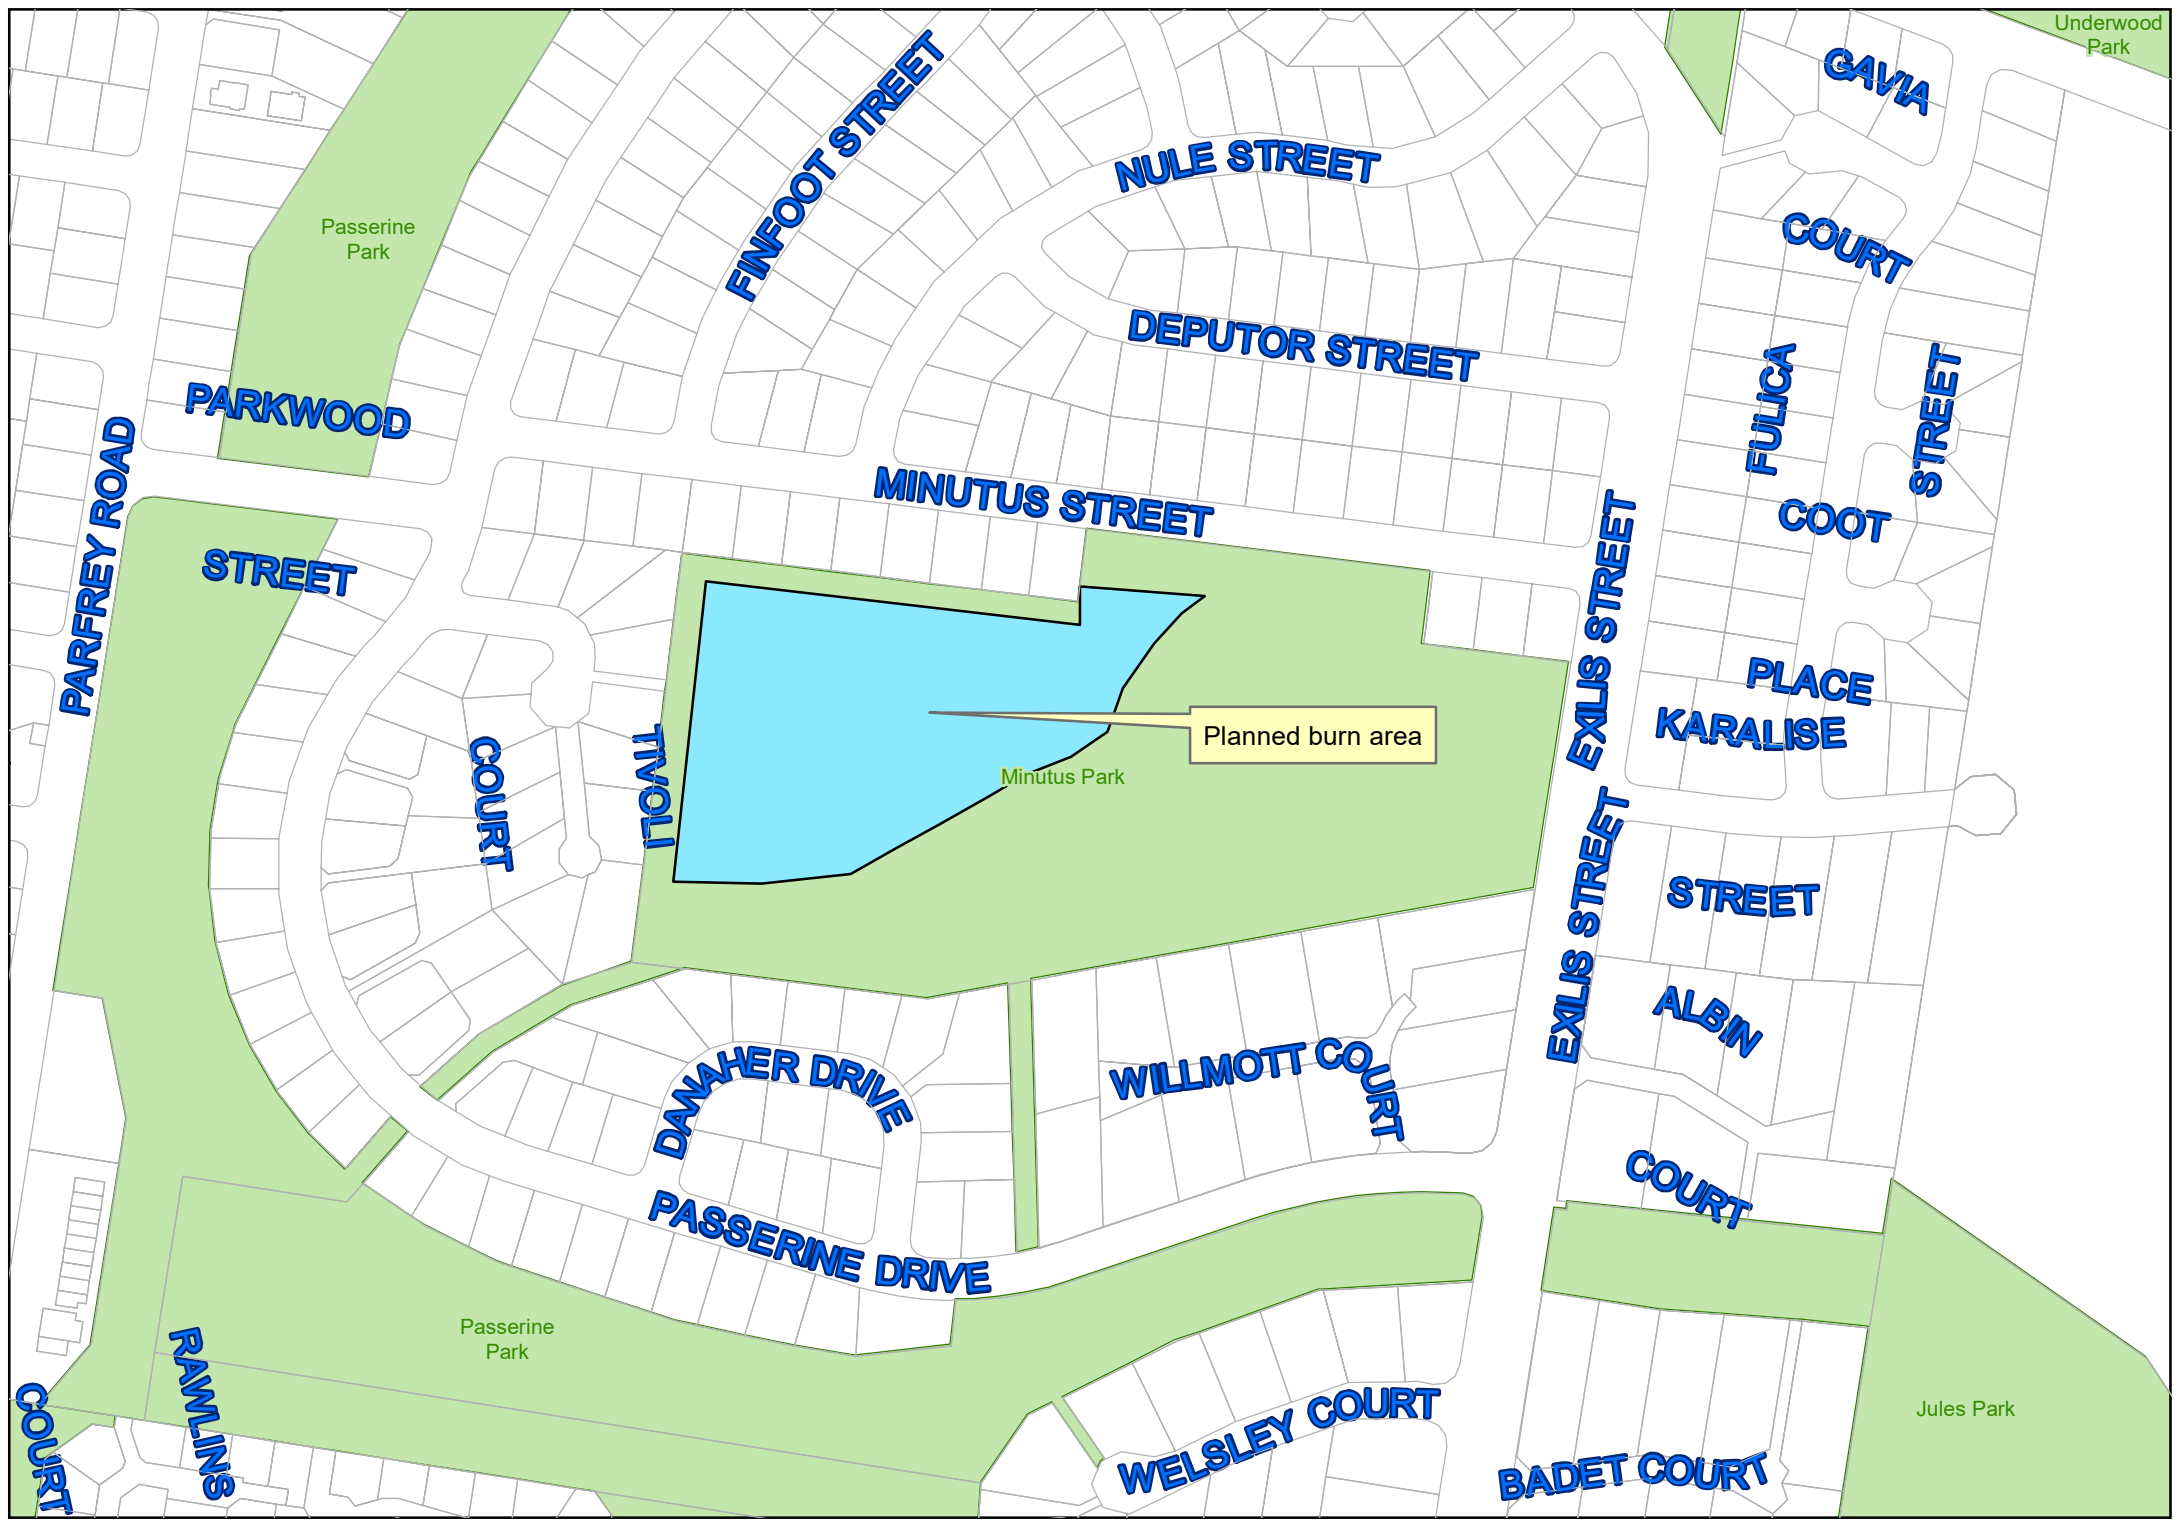 Underwood
Park
GAVIA
COURT
FINFOOT STREET
NULE STREET
Passerine
Park
DEPUTOR STREET
FULICA
STREET
PARKWOOD
STREET
PARFREY ROAD
MINUTUS STREET
COOT
PLACE
EXILIS STREET
KARALISE
STREET
Planned burn area
Minutus Park
TIVOLI
COURT
EXILIS STREET
ALBIN
COURT
WILLMOTT COURT
DANAHER DRIVE
PASSERINE DRIVE
Passerine
Park
RAWLINS
COURT
WELSLEY COURT
BADET COURT
Jules Park